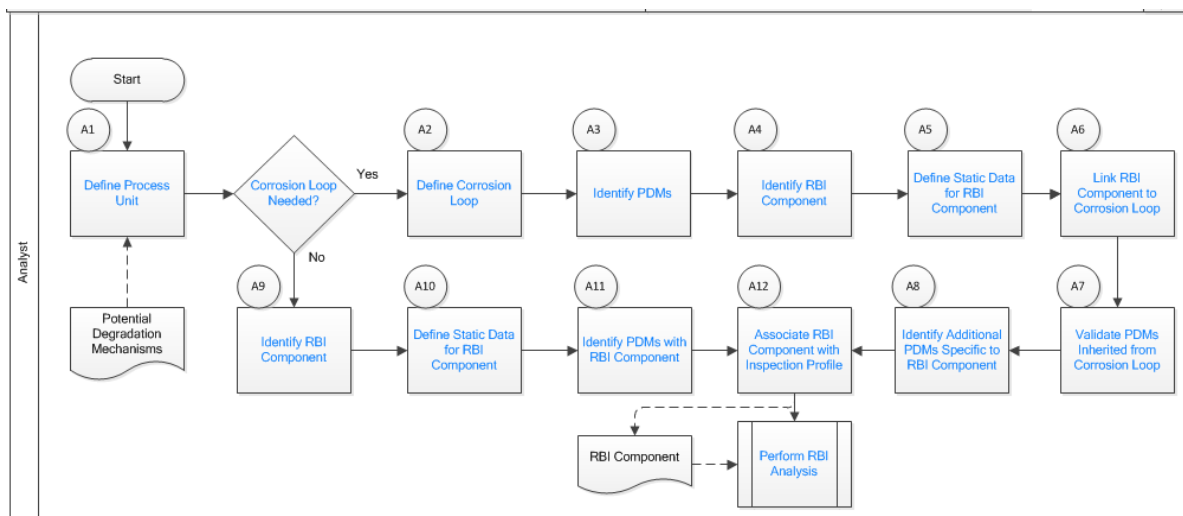 Analyst
Start
A1
Define Process
Unit
Corrosion Loop
Needed?
Yes
No
A2
Define Corrosion
Loop
A3
Identify PDMs
A4
Identify RBI
Component
A5
Define Static Data
for RBI
Component
A6
Link RBI
Component to
Corrosion Loop
Potential
Degradation
Mechanisms
A9
Identify RBI
Component
A10
Define Static Data
for RBI
Component
A11
Identify PDMs with
RBI Component
A12
Associate RBI
Component with
Inspection Profile
A8
Identify Additional
PDMs Specific to
RBI Component
A7
Validate PDMs
Inherited from
Corrosion Loop
RBI Component
Perform RBI
Analysis